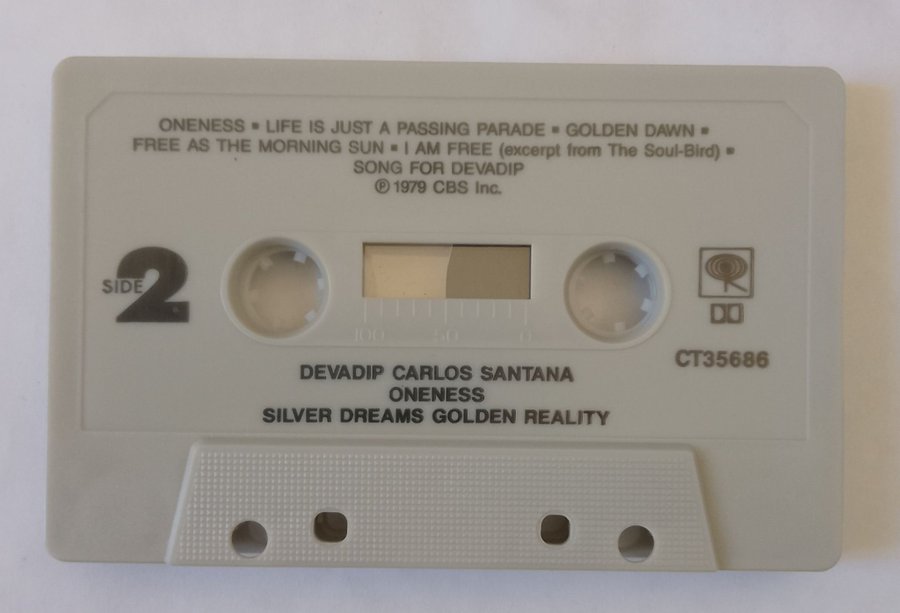 ONENESS ▪ LIFE IS JUST A PASSING PARADE ▪ GOLDEN DAWN ▪
FREE AS THE MORNING SUN ▪ I AM FREE (excerpt from The Soul-Bird) ▪
SONG FOR DEVADIP
℗ 1979 CBS Inc.
SIDE 2
100 50 0
CT35686
DEVADIP CARLOS SANTANA
ONENESS
SILVER DREAMS GOLDEN REALITY